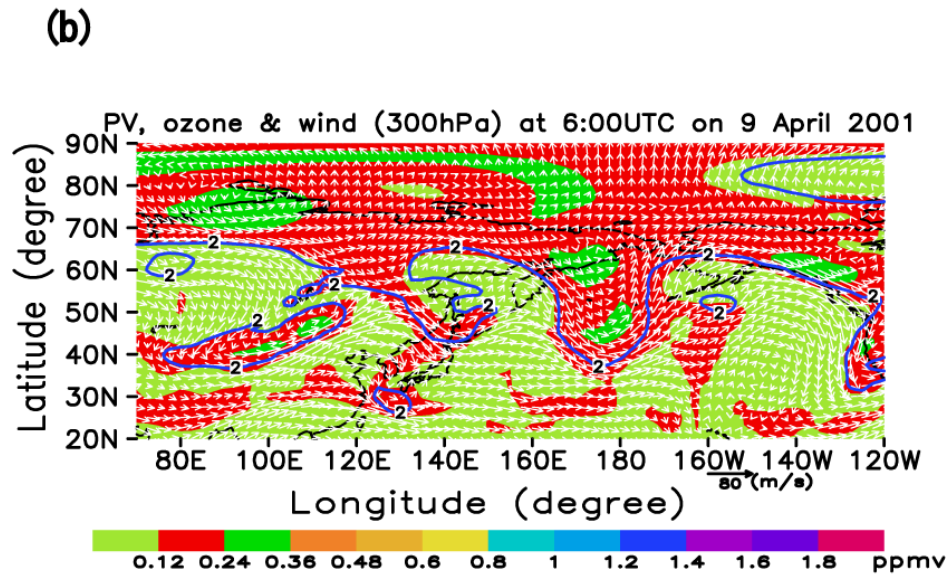 (b)
PV, ozone & wind (300hPa) at 6:00UTC on 9 April 2001
Latitude (degree)
90N
80N
70N
60N
50N
40N
30N
20N
2
2
2
2
2
2
2
2
2
2
2
2
80E 100E 120E 140E 160E 180 160W 140W 120W
80 (m/s)
Longitude (degree)
0.12 0.24 0.36 0.48 0.6 0.8 1 1.2 1.4 1.6 1.8 ppmv